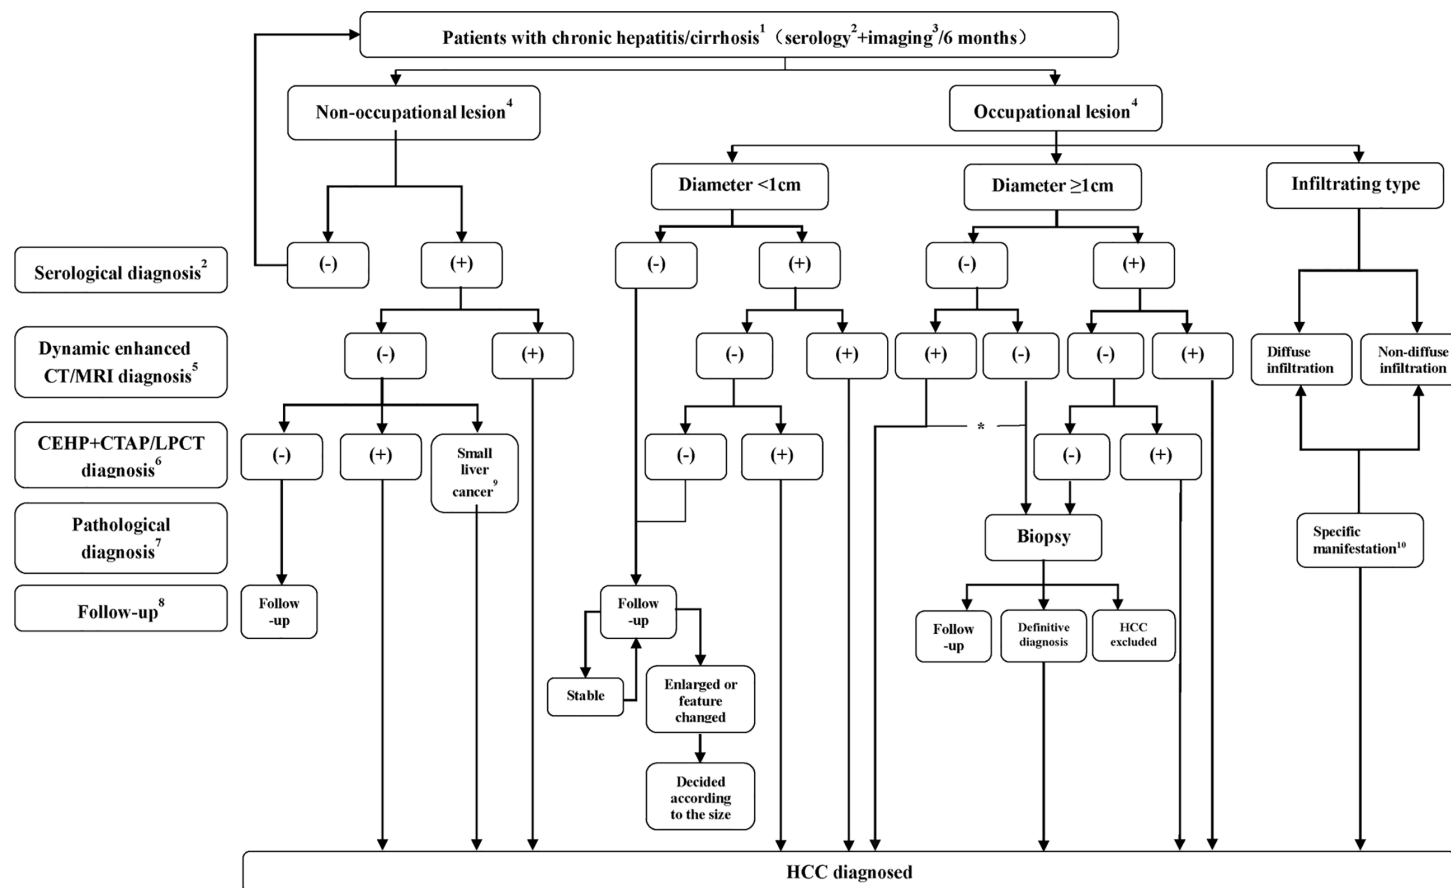 Patients with chronic hepatitis/cirrhosis¹（serology²+imaging³/6 months）
Non-occupational lesion⁴
Occupational lesion⁴
Diameter <1cm
Diameter ≥1cm
Infiltrating type
Serological diagnosis²
(-)
(+)
(-)
(+)
(-)
(+)
Dynamic enhanced
CT/MRI diagnosis⁵
(-)
(+)
(-)
(+)
(+)
(-)
(-)
(+)
Diffuse
infiltration
Non-diffuse
infiltration
CEHP+CTAP/LPCT
diagnosis⁶
(-)
(+)
Small
liver
cancer⁹
(-)
(+)
*
(-)
(+)
Pathological
diagnosis⁷
Biopsy
Specific
manifestation¹⁰
Follow-up⁸
Follow
-up
Follow
-up
Follow
-up
Definitive
diagnosis
HCC
excluded
Stable
Enlarged or
feature
changed
Decided
according
to the size
HCC diagnosed